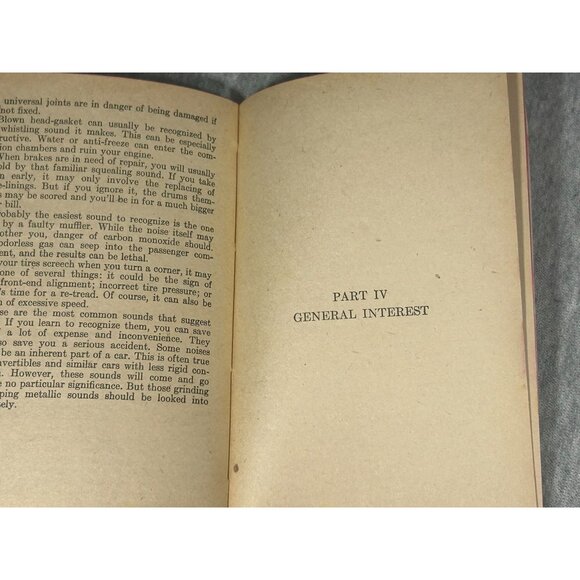 universal joints are in danger of being damaged if
not fixed.
Blown head-gasket can usually be recognized by
whistling sound it makes. This can be especially
tructive. Water or anti-freeze can enter the com-
tion chambers and ruin your engine.
When brakes are in need of repair, you will usually
old by that familiar squealing sound. If you take
n early, it may only involve the replacing of
e-linings. But if you ignore it, the drums them-
s may be scored and you'll be in for a much bigger
r bill.
robably the easiest sound to recognize is the one
by a faulty muffler. While the noise itself may
other you, danger of carbon monoxide should.
odorless gas can seep into the passenger com-
ent, and the results can be lethal.
your tires screech when you turn a corner, it may
one of several things: it could be the sign of
front-end alignment; incorrect tire pressure; or
's time for a re-tread. Of course, it can also be
n of excessive speed.
se are the most common sounds that suggest
If you learn to recognize them, you can save
f a lot of expense and inconvenience. They
so save you a serious accident. Some noises
be an inherent part of a car. This is often true
vertibles and similar cars with less rigid con-
. However, these sounds will come and go
e no particular significance. But those grinding
ping metallic sounds should be looked into
tely.
PART IV
GENERAL INTEREST